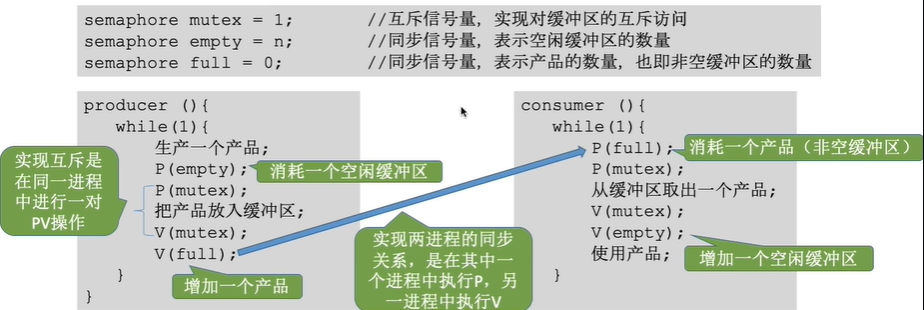 semaphore mutex = 1; //互斥信号量, 实现对缓冲区的互斥访问
semaphore empty = n; //同步信号量, 表示空闲缓冲区的数量
semaphore full = 0; //同步信号量, 表示产品的数量, 也即非空缓冲区的数量
producer (){
while(1){
生产一个产品;
P(empty);
消耗一个空闲缓冲区
P(mutex);
把产品放入缓冲区;
V(mutex);
V(full);
增加一个产品
}
}
实现互斥是
在同一进程
中进行一对
PV操作
实现两进程的同步
关系，是在其中一
个进程中执行P，另
一进程中执行V
consumer (){
while(1){
P(full);
消耗一个产品（非空缓冲区）
P(mutex);
从缓冲区取出一个产品;
V(mutex);
V(empty);
增加一个空闲缓冲区
使用产品;
}